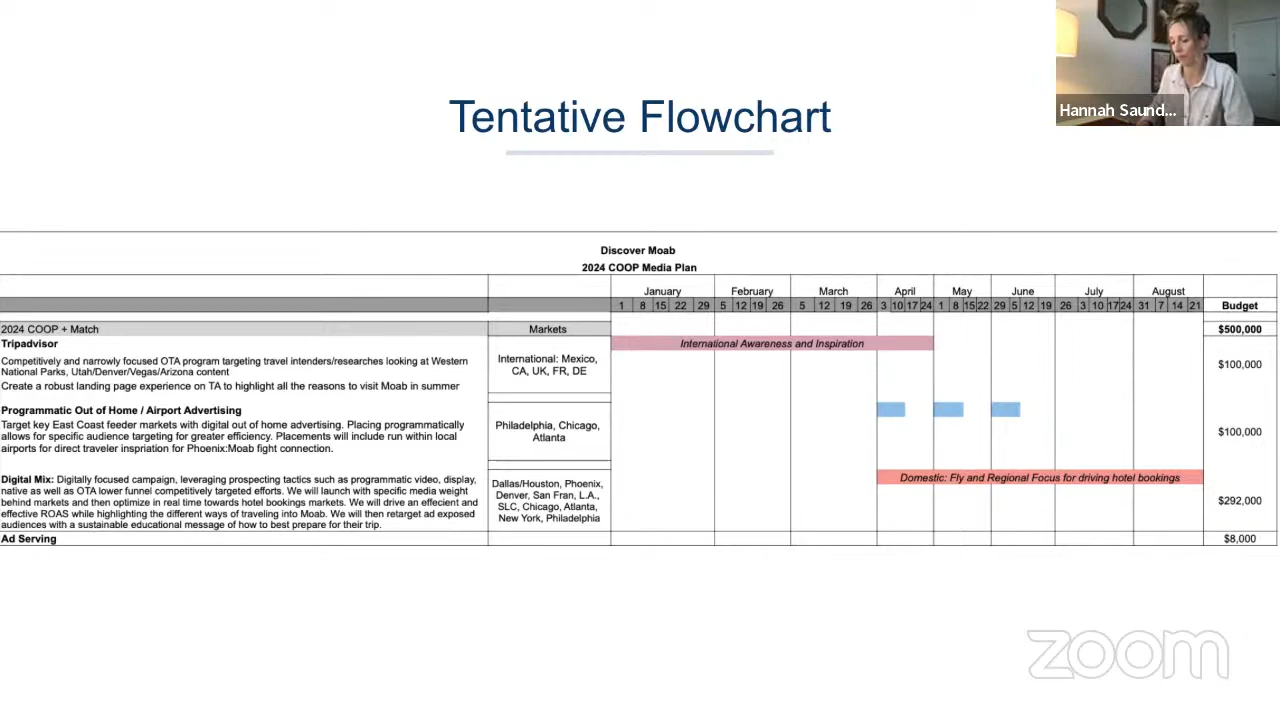 Hannah Saund...
Tentative Flowchart
Discover Moab
2024 COOP Media Plan
January February March April May June July August
1 8 15 22 29 5 12 19 26 5 12 19 26 3 10 17 24 1 8 15 22 29 5 12 19 26 3 10 17 24 31 7 14 21 Budget
2024 COOP + Match Markets $500,000
Tripadvisor International Awareness and Inspiration
Competitively and narrowly focused OTA program targeting travel intenders/researches looking at Western
National Parks, Utah/Denver/Vegas/Arizona content
Create a robust landing page experience on TA to highlight all the reasons to visit Moab in summer
International: Mexico,
CA, UK, FR, DE
$100,000
Programmatic Out of Home / Airport Advertising
Target key East Coast feeder markets with digital out of home advertising. Placing programmatically
allows for specific audience targeting for greater efficiency. Placements will include run within local
airports for direct traveler inspriation for Phoenix:Moab fight connection.
Philadelphia, Chicago,
Atlanta
$100,000
Digital Mix: Digitally focused campaign, leveraging prospecting tactics such as programmatic video, display,
native as well as OTA lower funnel competitively targeted efforts. We will launch with specific media weight
behind markets and then optimize in real time towards hotel bookings markets. We will drive an effecient and
effective ROAS while highlighting the different ways of traveling into Moab. We will then retarget ad exposed
audiences with a sustainable educational message of how to best prepare for their trip.
Dallas/Houston, Phoenix,
Denver, San Fran, L.A.,
SLC, Chicago, Atlanta,
New York, Philadelphia
Domestic: Fly and Regional Focus for driving hotel bookings
$292,000
Ad Serving $8,000
zoom